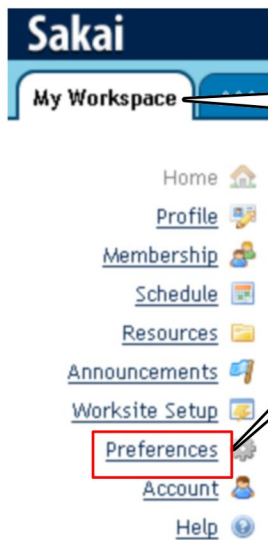 Sakai
My Workspace
Home
Profile
Membership
Schedule
Resources
Announcements
Worksite Setup
Preferences
Account
Help